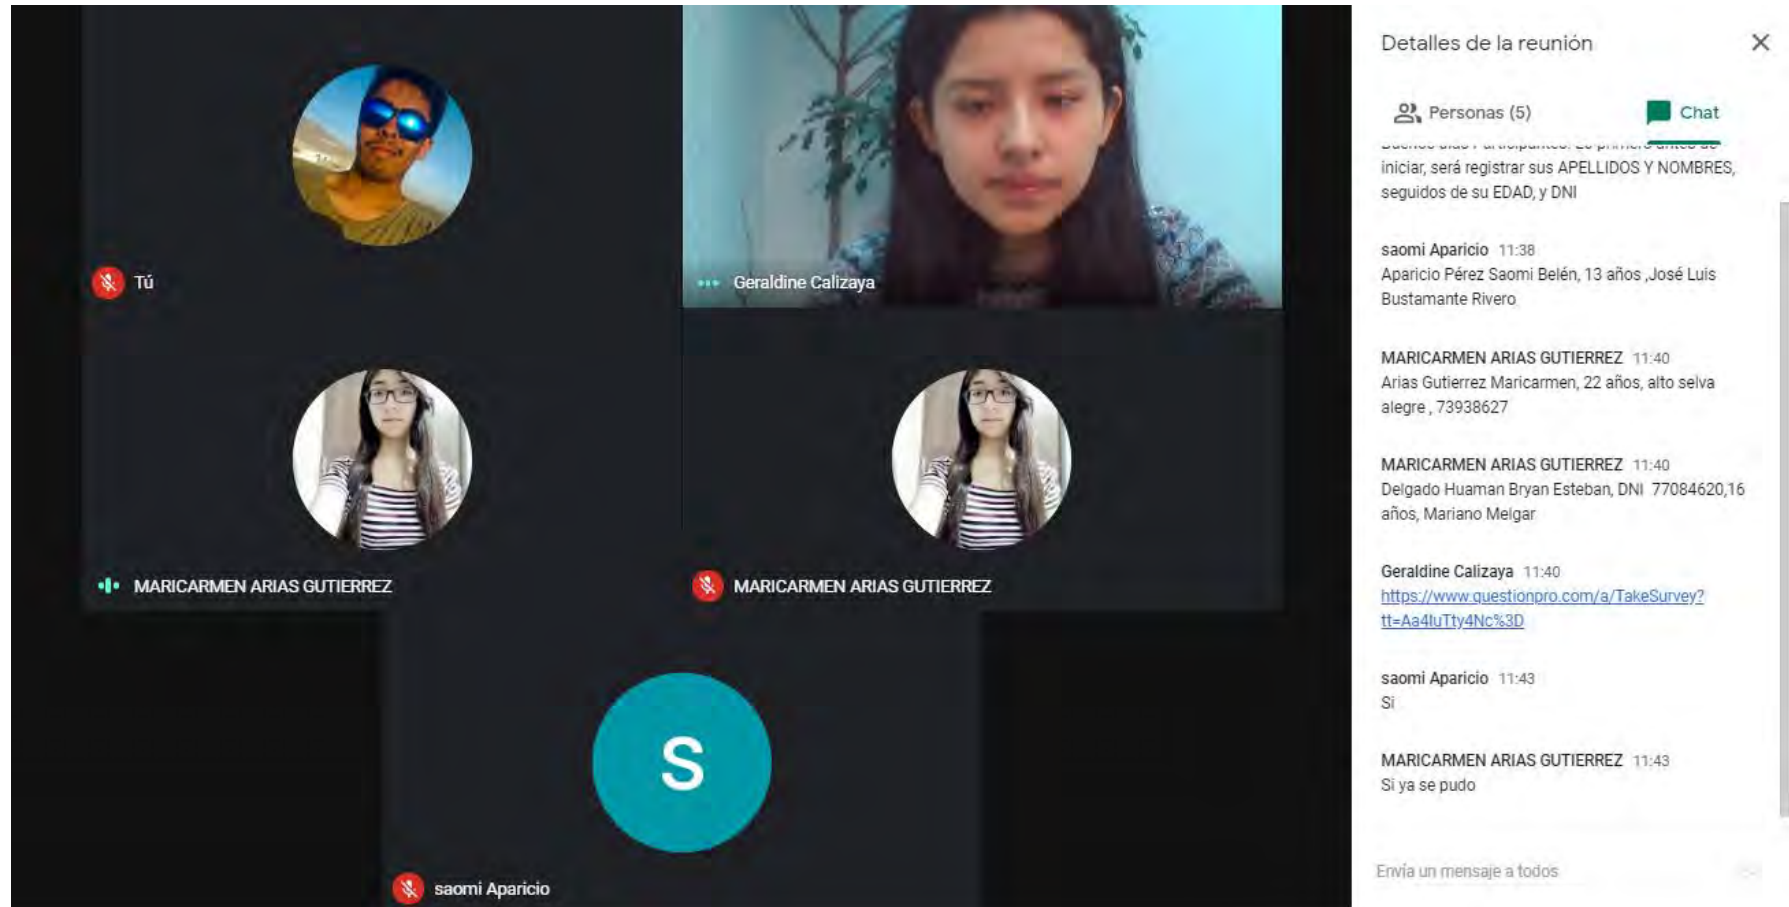 Tú
Geraldine Calizaya
MARICARMEN ARIAS GUTIERREZ
MARICARMEN ARIAS GUTIERREZ
S
saomi Aparicio
Detalles de la reunión
Personas (5)
Chat
iniciar, será registrar sus APELLIDOS Y NOMBRES,
seguidos de su EDAD, y DNI
saomi Aparicio 11:38
Aparicio Pérez Saomi Belén, 13 años ,José Luis
Bustamante Rivero
MARICARMEN ARIAS GUTIERREZ 11:40
Arias Gutierrez Maricarmen, 22 años, alto selva
alegre , 73938627
MARICARMEN ARIAS GUTIERREZ 11:40
Delgado Huaman Bryan Esteban, DNI 77084620,16
años, Mariano Melgar
Geraldine Calizaya 11:40
https://www.questionpro.com/a/TakeSurvey?
tt=Aa4IuTty4Nc%3D
saomi Aparicio 11:43
Si
MARICARMEN ARIAS GUTIERREZ 11:43
Si ya se pudo
Envía un mensaje a todos